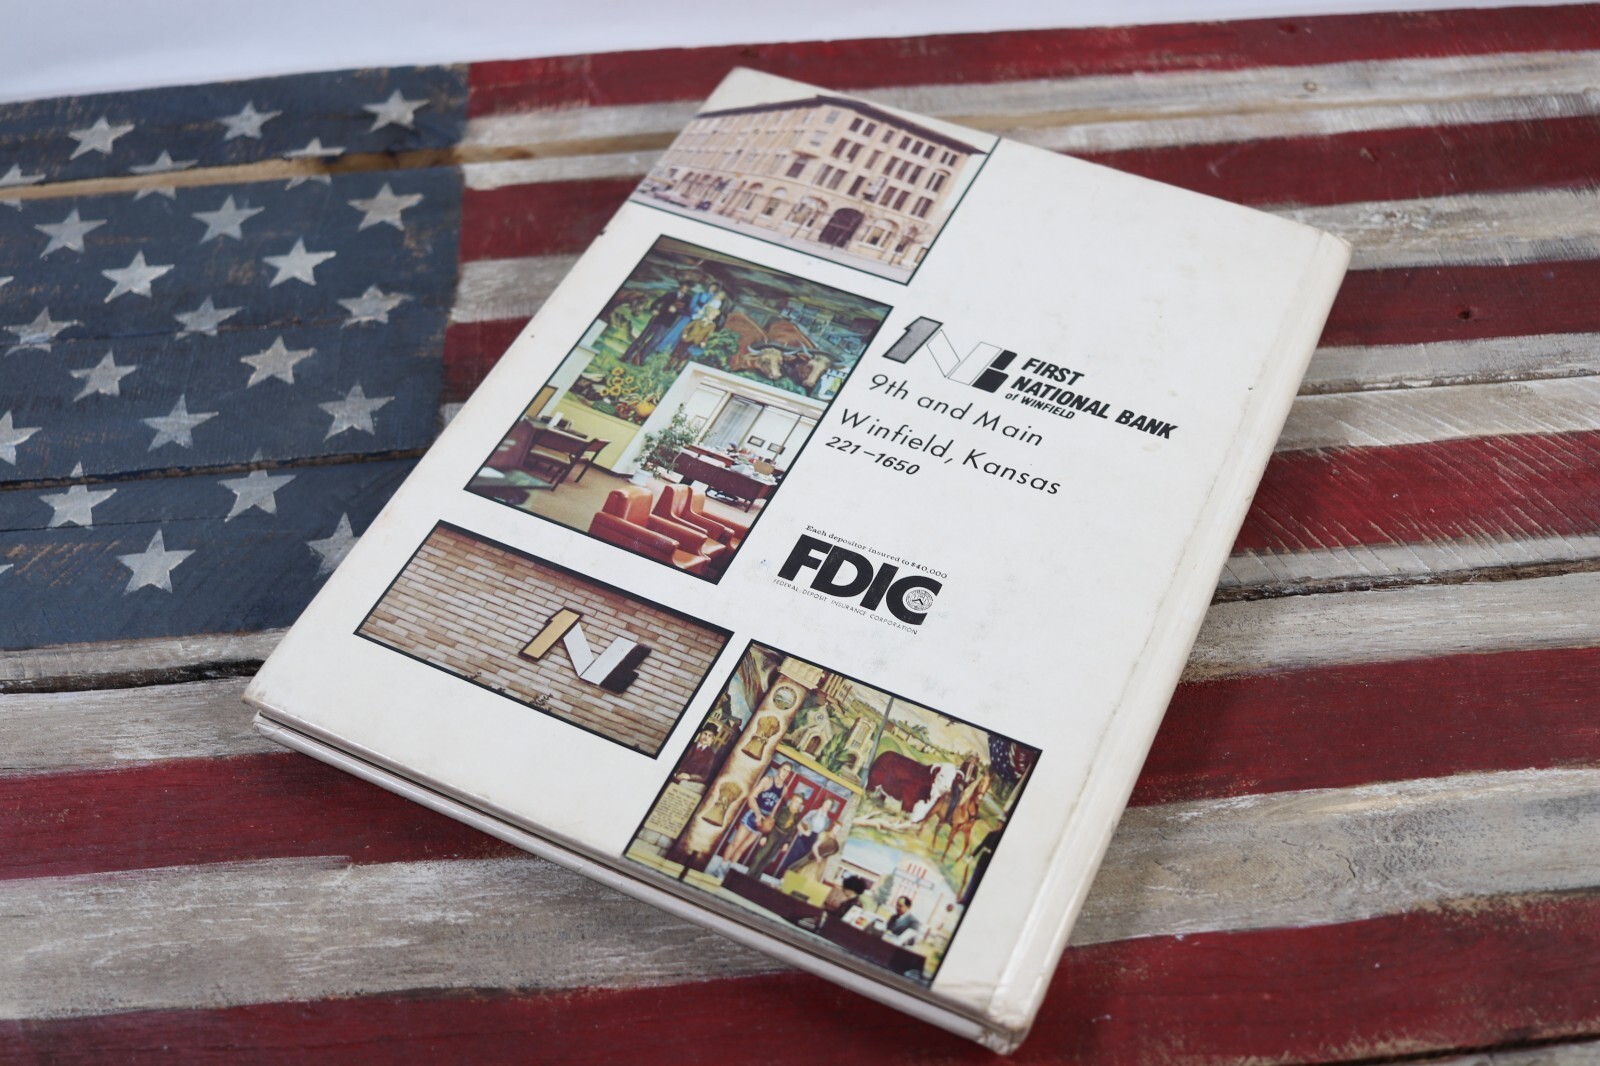 FIRST
NATIONAL BANK
of WINFIELD
9th and Main
Winfield, Kansas
221-1650
Each depositor insured to $40,000
FDIC
FEDERAL DEPOSIT INSURANCE CORPORATION